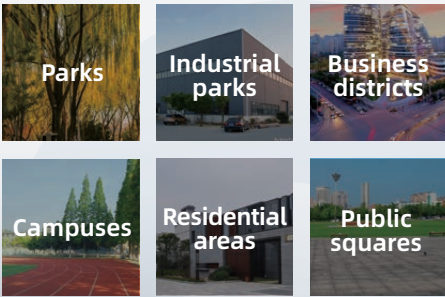 Parks
Industrial
parks
Business
districts
Campuses
Residential
areas
Public
squares